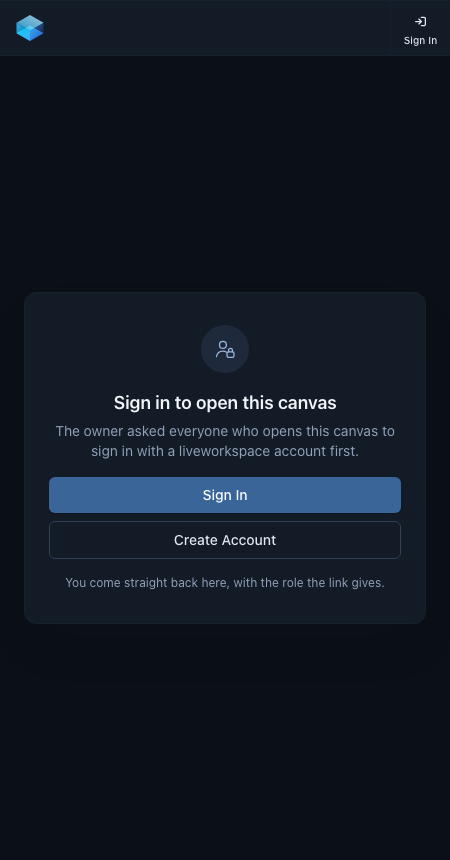 Sign In
Sign in to open this canvas
The owner asked everyone who opens this canvas to
sign in with a liveworkspace account first.
Sign In
Create Account
You come straight back here, with the role the link gives.